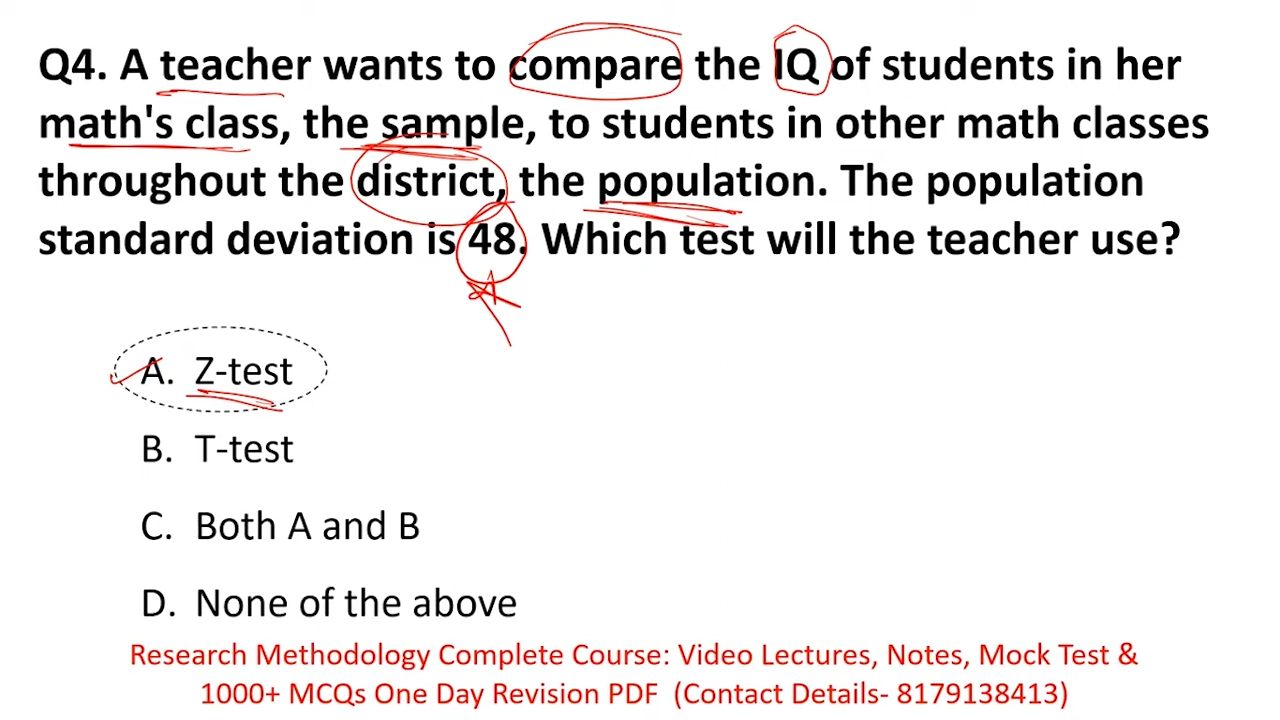 Q4. A teacher wants to compare the IQ of students in her
math's class, the sample, to students in other math classes
throughout the district, the population. The population
standard deviation is 48. Which test will the teacher use?
A. Z-test
B. T-test
C. Both A and B
D. None of the above
Research Methodology Complete Course: Video Lectures, Notes, Mock Test &
1000+ MCQs One Day Revision PDF (Contact Details- 8179138413)